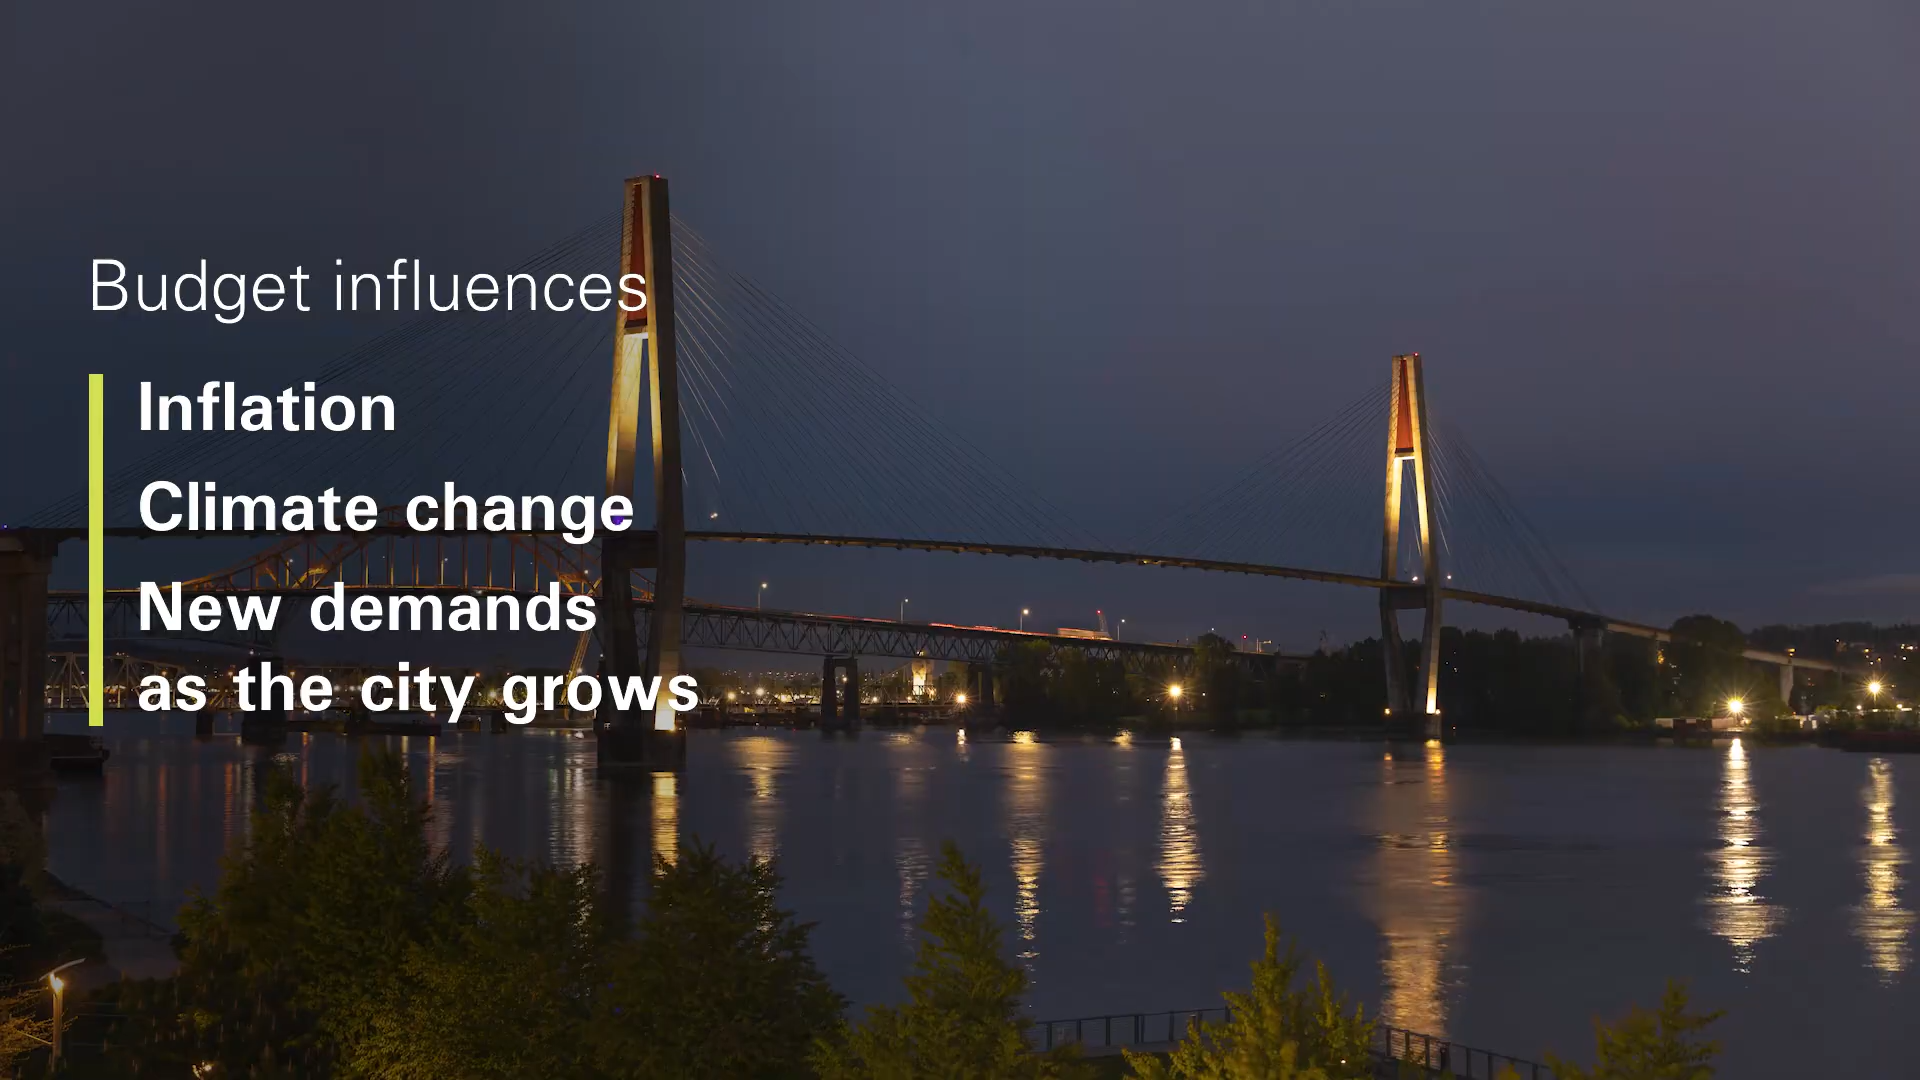 Budget influences
Inflation
Climate change
New demands
as the city grows